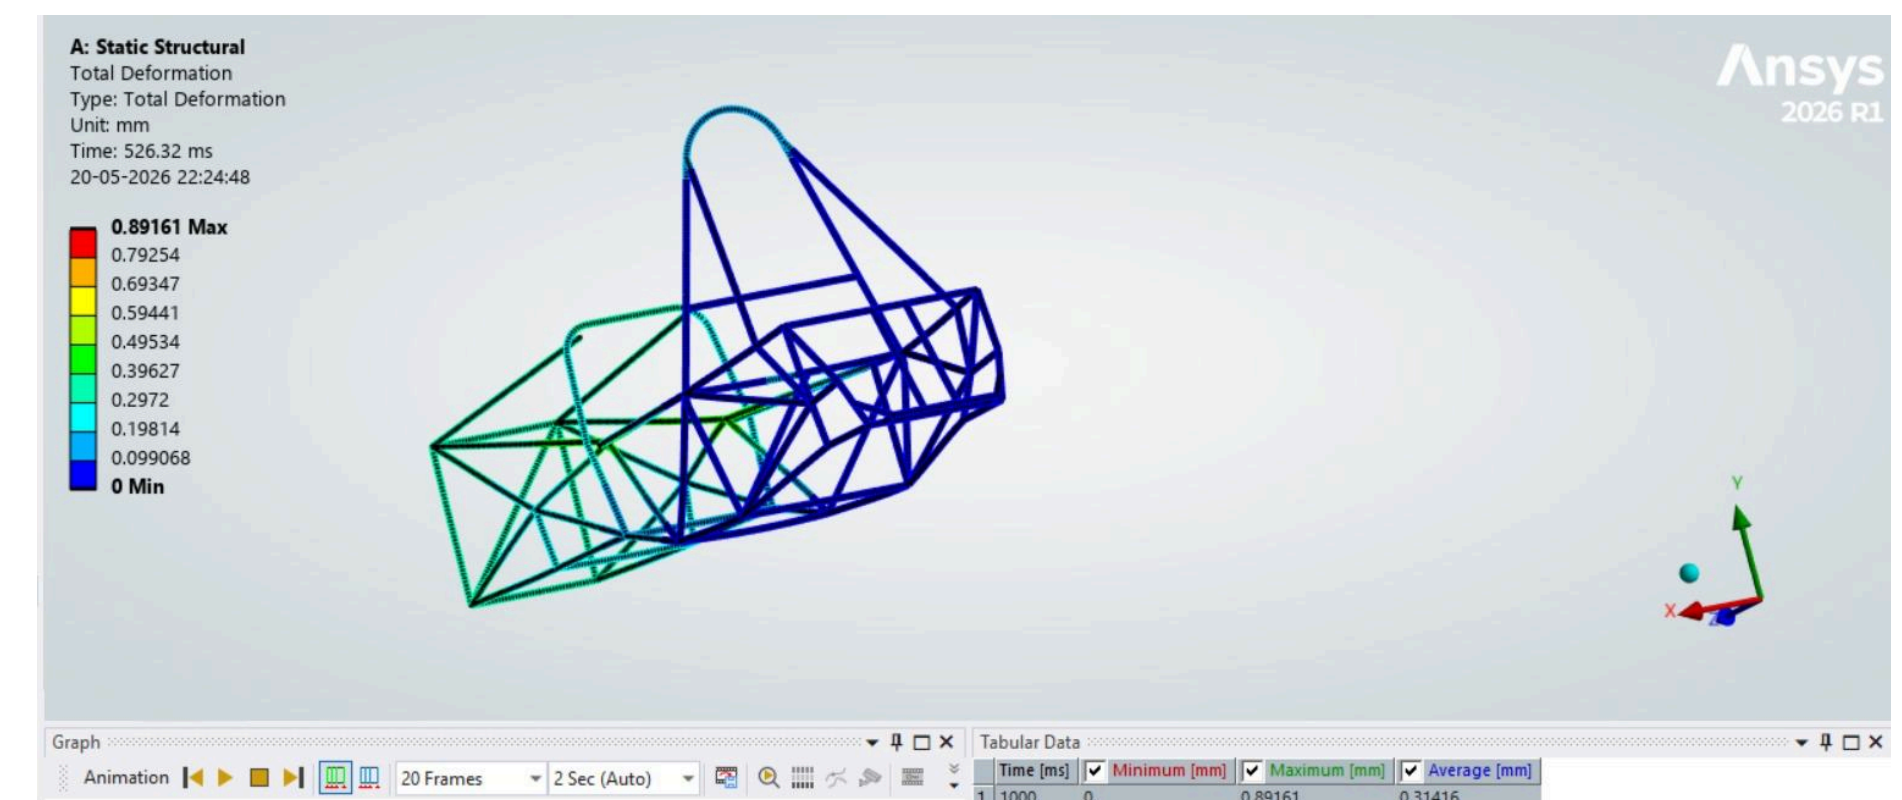 A: Static Structural
Total Deformation
Type: Total Deformation
Unit: mm
Time: 526.32 ms
20-05-2026 22:24:48
0.89161 Max
0.79254
0.69347
0.59441
0.49534
0.39627
0.2972
0.19814
0.099068
0 Min
Ansys
2026 R1
Y
X
Z
Graph
Animation 20 Frames 2 Sec (Auto)
Tabular Data
Time [ms] Minimum [mm] Maximum [mm] Average [mm]
1 1000 0. 0.89161 0.31416